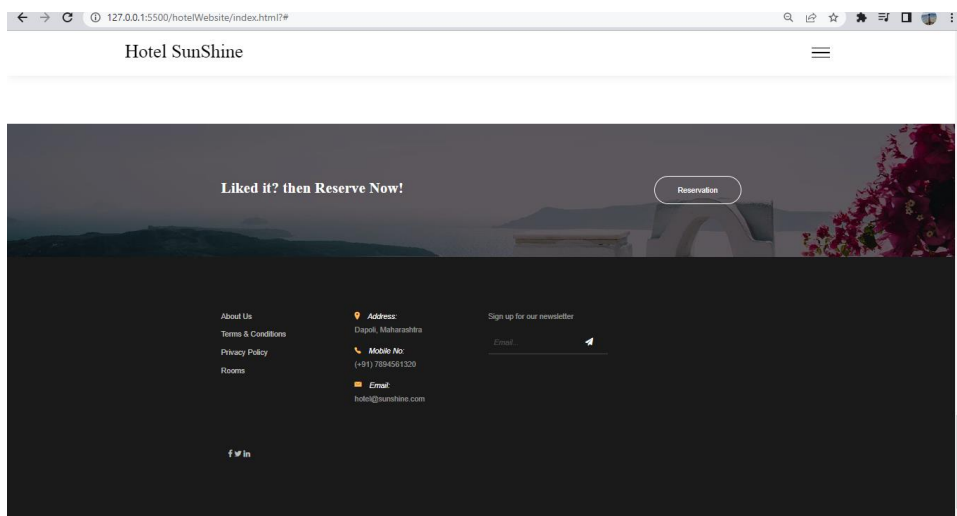 127.0.0.1:5500/hotelWebsite/index.html?#
Hotel SunShine
Liked it? then Reserve Now!
Reservation
About Us
Terms & Conditions
Privacy Policy
Rooms
Address:
Dapoli, Maharashtra
Mobile No:
(+91) 7894561320
Email:
hotel@sunshine.com
Sign up for our newsletter
Email...